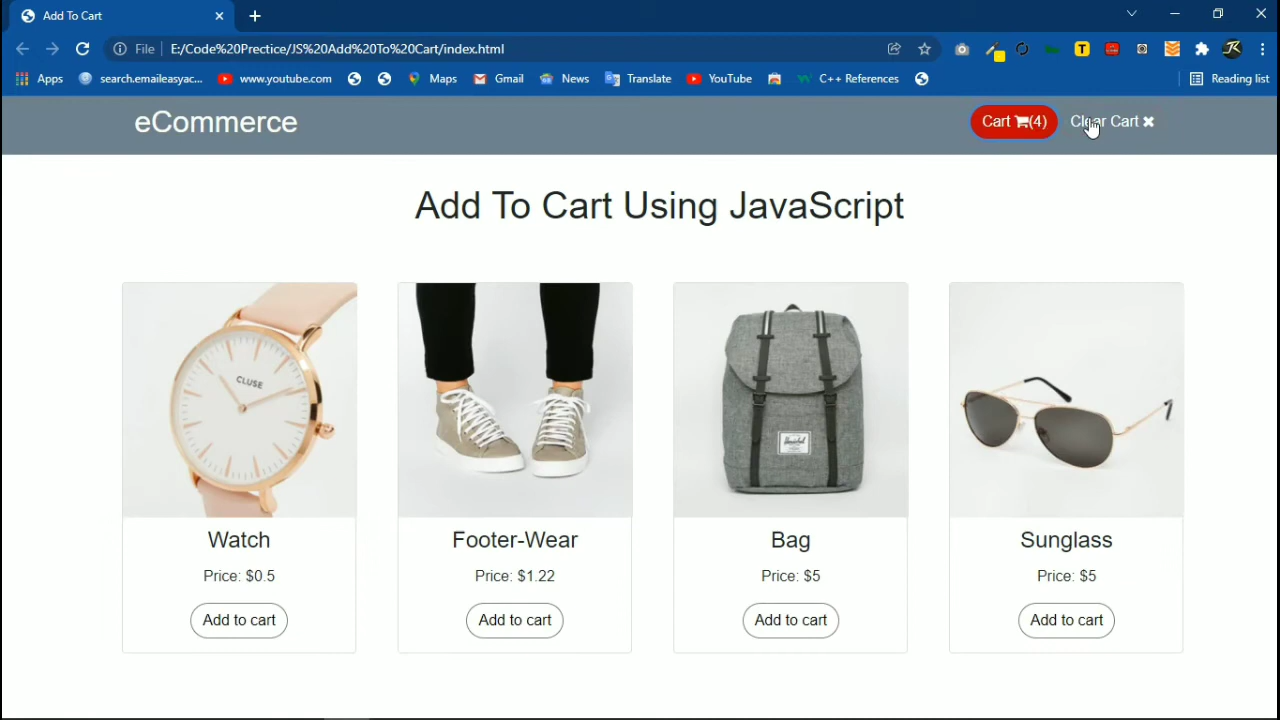 Add To Cart
File
E:/Code%20Prectice/JS%20Add%20To%20Cart/index.html
Apps
search.emaileasyac...
www.youtube.com
Maps
Gmail
News
Translate
YouTube
C++ References
Reading list
eCommerce
Cart (4)
Clear Cart
Add To Cart Using JavaScript
CLUSE
Watch
Footer-Wear
Bag
Sunglass
Price: $0.5
Price: $1.22
Price: $5
Price: $5
Add to cart
Add to cart
Add to cart
Add to cart